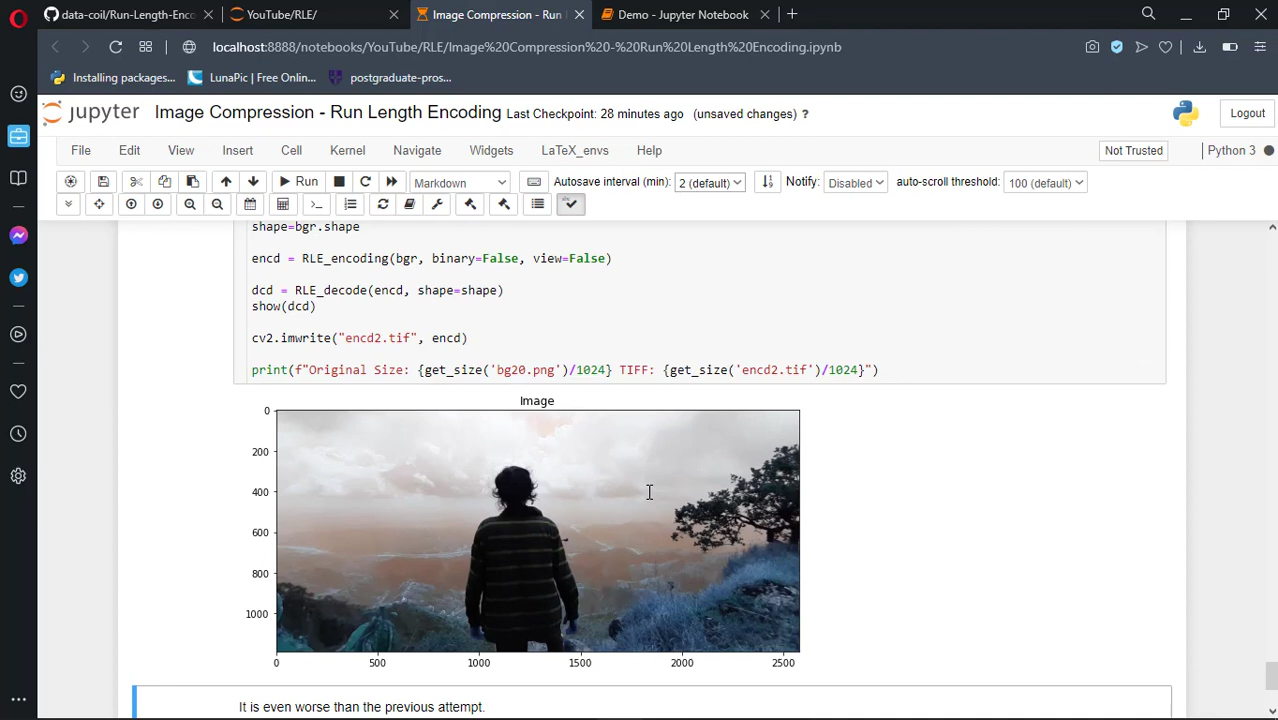 data-coil/Run-Length-Enco
YouTube/RLE/
Image Compression - Run
Demo - Jupyter Notebook
localhost:8888/notebooks/YouTube/RLE/Image%20Compression%20-%20Run%20Length%20Encoding.ipynb
Installing packages...
LunaPic | Free Onlin...
postgraduate-pros...
jupyter Image Compression - Run Length Encoding Last Checkpoint: 28 minutes ago (unsaved changes) ?
Logout
File Edit View Insert Cell Kernel Navigate Widgets LaTeX_envs Help
Not Trusted
Python 3
Run
Markdown
Autosave interval (min): 2 (default)
Notify: Disabled
auto-scroll threshold: 100 (default)
shape=bgr.shape
encd = RLE_encoding(bgr, binary=False, view=False)
dcd = RLE_decode(encd, shape=shape)
show(dcd)
cv2.imwrite("encd2.tif", encd)
print(f"Original Size: {get_size('bg20.png')/1024} TIFF: {get_size('encd2.tif')/1024}")
Image
0
200
400
600
800
1000
0 500 1000 1500 2000 2500
It is even worse than the previous attempt.